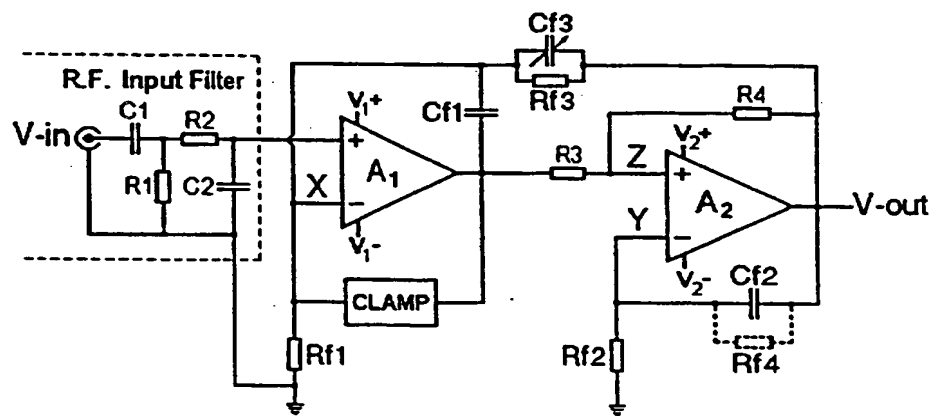 Cf3
R.F. Input Filter
Rf3
C1
R2
V₁+
Cf1
R4
V-in
V₂+
+
A₁
R3
Z
+
R1
C2
X
−
A₂
V-out
V₁-
Y
−
V₂-
Cf2
CLAMP
Rf1
Rf2
Rf4